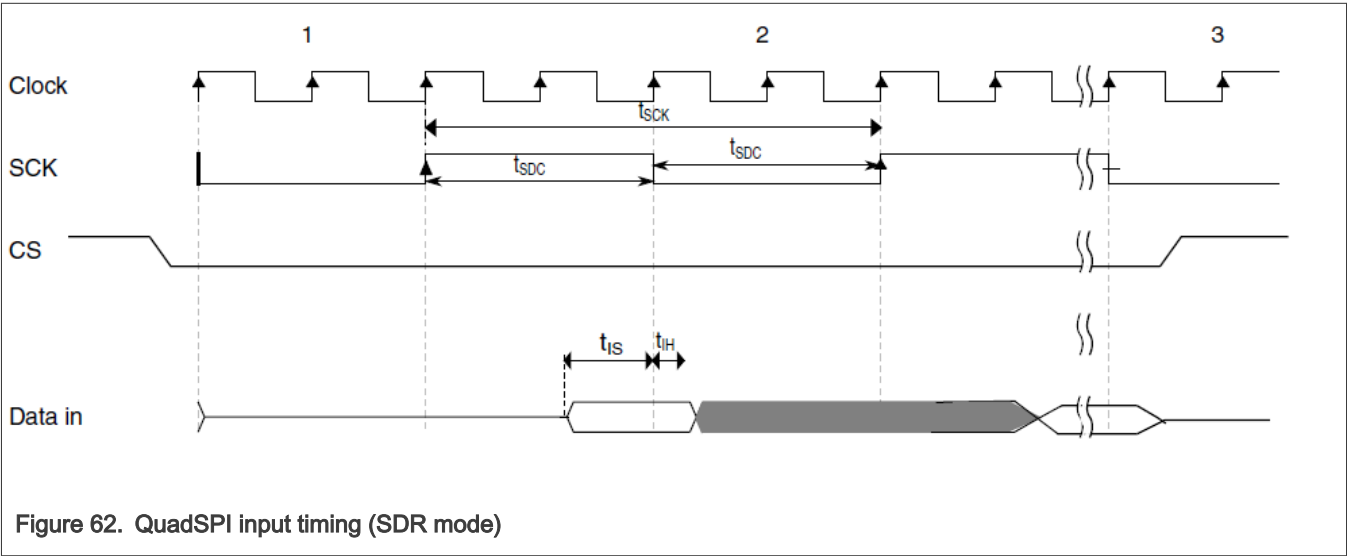 1 2 3
Clock
tSCK
SCK
tSDC
tSDC
CS
tIS
tIH
Data in
Figure 62. QuadSPI input timing (SDR mode)